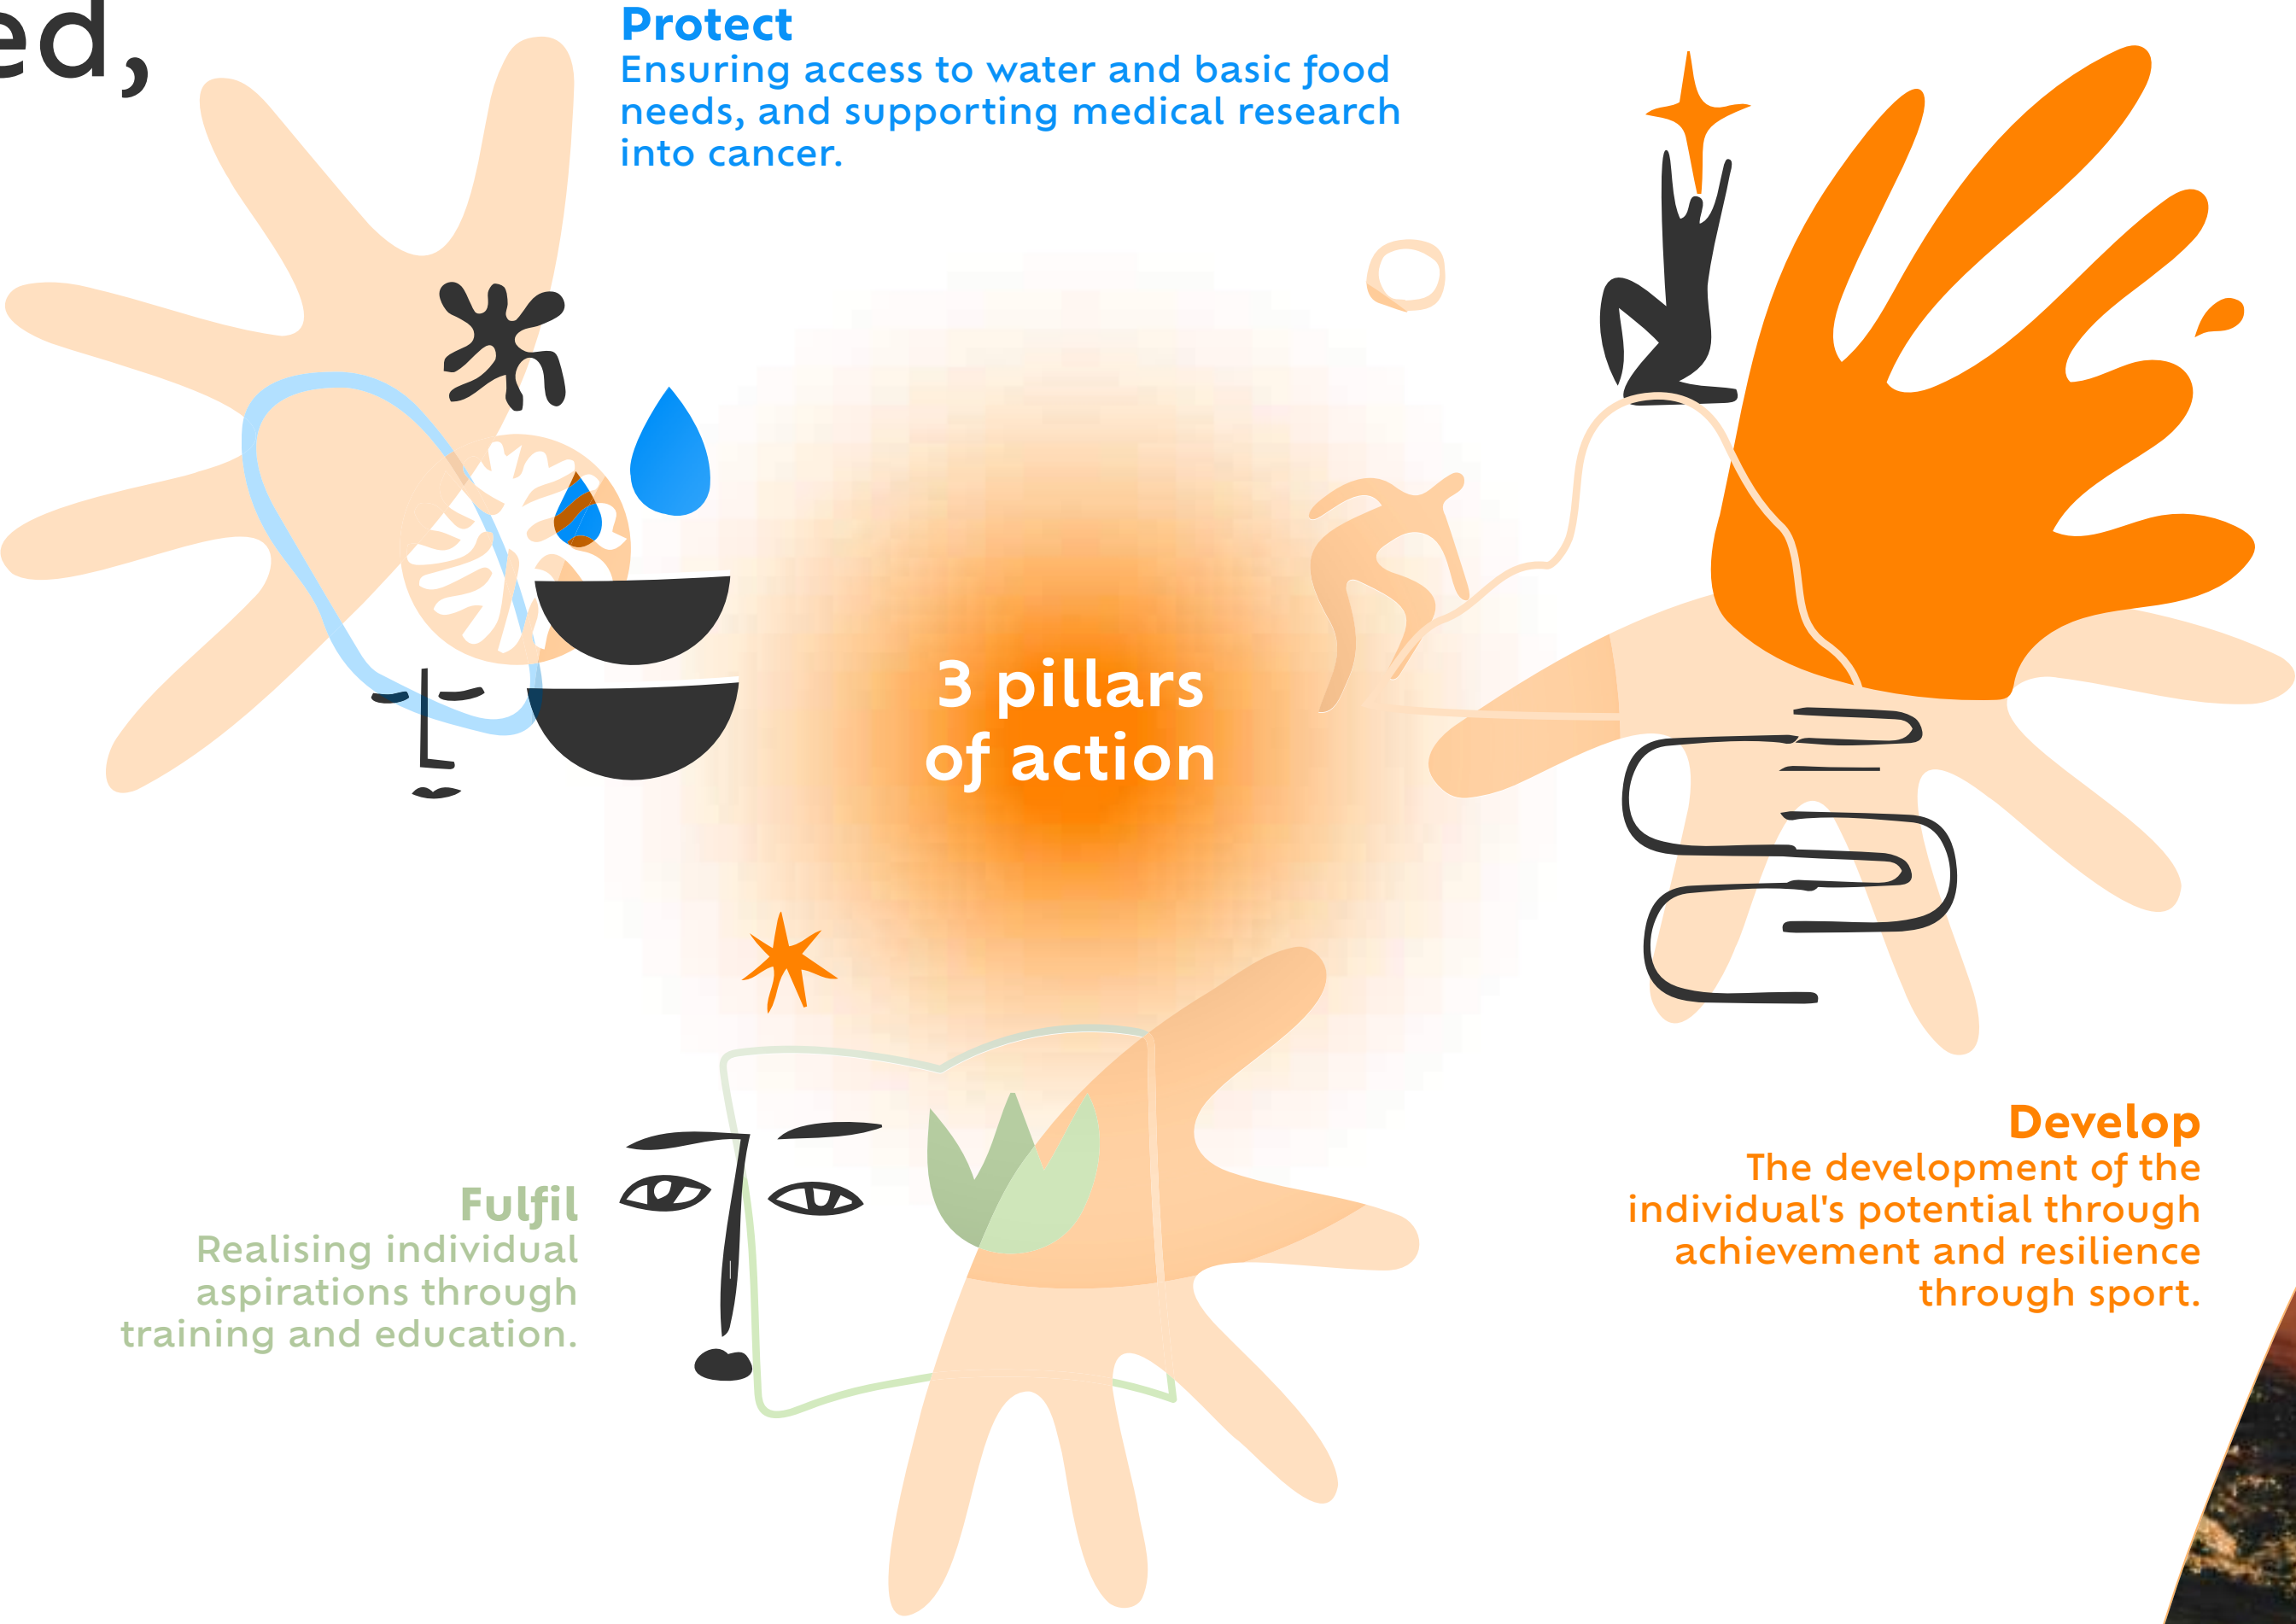 ed,
Protect
Ensuring access to water and basic food
needs, and supporting medical research
into cancer.
3 pillars
of action
Fulfil
Realising individual
aspirations through
training and education.
Develop
The development of the
individual's potential through
achievement and resilience
through sport.